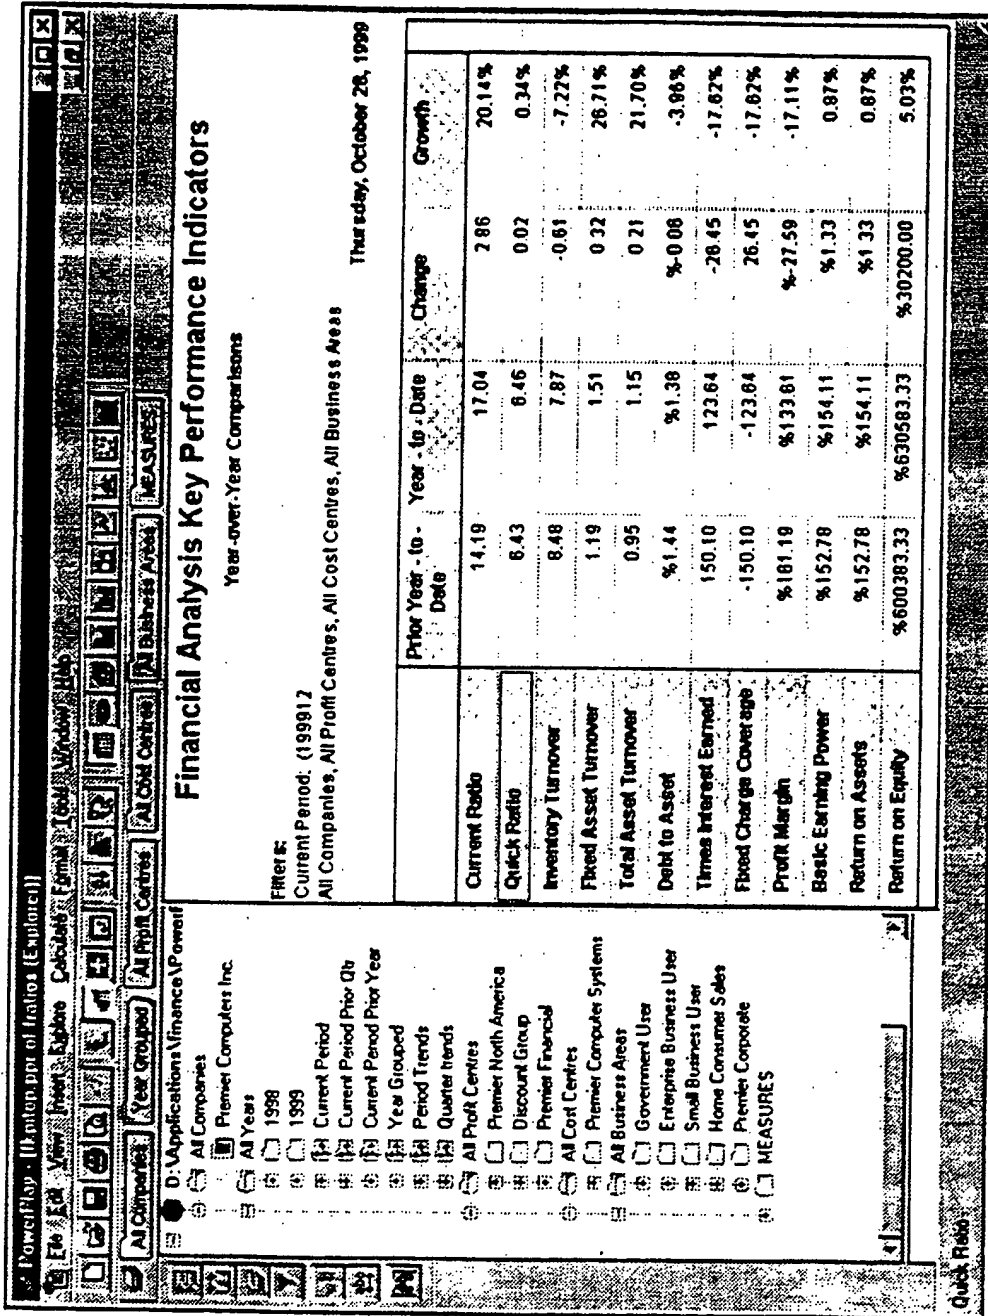 PowerPlay - [Dxplop ppr of fratios (Explorer)]
File Edit View Insert Explore Calculate Format Tools Window Help
All Companies Year Grouped All Profit Centres All Cost Centres All Business Areas MEASURES
D:\Applications\finance\Powerf
All Companies
Premier Computers Inc.
All Years
1998
1999
Current Period
Current Period Prior Qtr
Current Period Prior Year
Year Grouped
Period Trends
Quarter trends
All Profit Centres
Premier North America
Discount Group
Premier Financial
All Cost Centres
Premier Computer Systems
All Business Areas
Government User
Enterprise Business User
Small Business User
Home Consumer Sales
Premier Corporate
MEASURES
Financial Analysis Key Performance Indicators
Year-over-Year Comparisons
Thursday, October 28, 1999
Filters:
Current Period: (1999) 2
All Companies, All Profit Centres, All Cost Centres, All Business Areas
Prior Year - to - Date Year - to - Date Change Growth
Current Ratio 14.19 17.04 2.86 20.14%
Quick Ratio 6.43 6.46 0.02 0.34%
Inventory Turnover 8.48 7.87 -0.61 -7.22%
Fixed Asset Turnover 1.19 1.51 0.32 26.71%
Total Asset Turnover 0.95 1.15 0.21 21.70%
Debt to Asset %1.44 %1.38 %-0.06 -3.96%
Times Interest Earned 150.10 123.64 -26.45 -17.62%
Fixed Charge Coverage -150.10 -123.64 26.45 -17.62%
Profit Margin %161.19 %133.61 %-27.59 -17.11%
Basic Earning Power %152.78 %154.11 %1.33 0.87%
Return on Assets %152.78 %154.11 %1.33 0.87%
Return on Equity %600383.33 %630583.33 %30200.00 5.03%
Quick Ratio